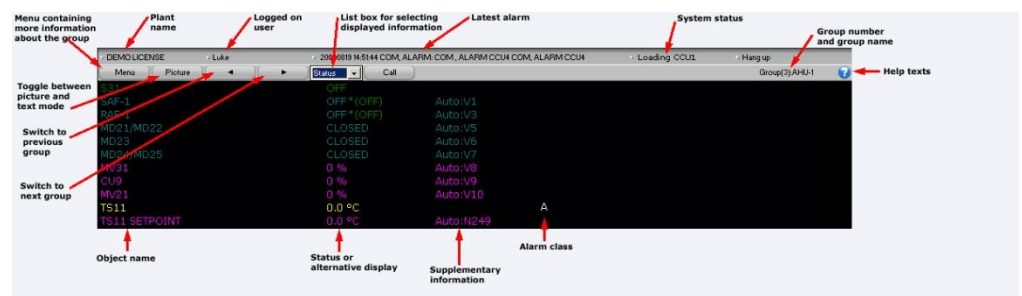 Menu containing
more information
about the group
Plant
name
Logged on
user
List box for selecting
displayed information
Latest alarm
System status
Group number
and group name
DEMO LICENSE
Luke
COM, ALARM: COM, ALARM CCU4 COM, ALARM CCU4
Loading CCU1
Hang up
Menu
Picture
Status
Call
Group(3):AHU-1
?
Help texts
Toggle between
picture and
text mode
Switch to
previous
group
Switch to
next group
S31 OFF
SAF-1 OFF*(OFF) Auto:V1
RAF-1 OFF*(OFF) Auto:V3
MD21/MD22 CLOSED Auto:V5
MD23 CLOSED Auto:V6
MD24/MD25 CLOSED Auto:V7
MV31 0 % Auto:V8
CU9 0 % Auto:V9
MV21 0 % Auto:V10
TS11 0.0 ºC A
TS11 SETPOINT 0.0 ºC Auto:N249
Object name
Status or
alternative display
Supplementary
information
Alarm class